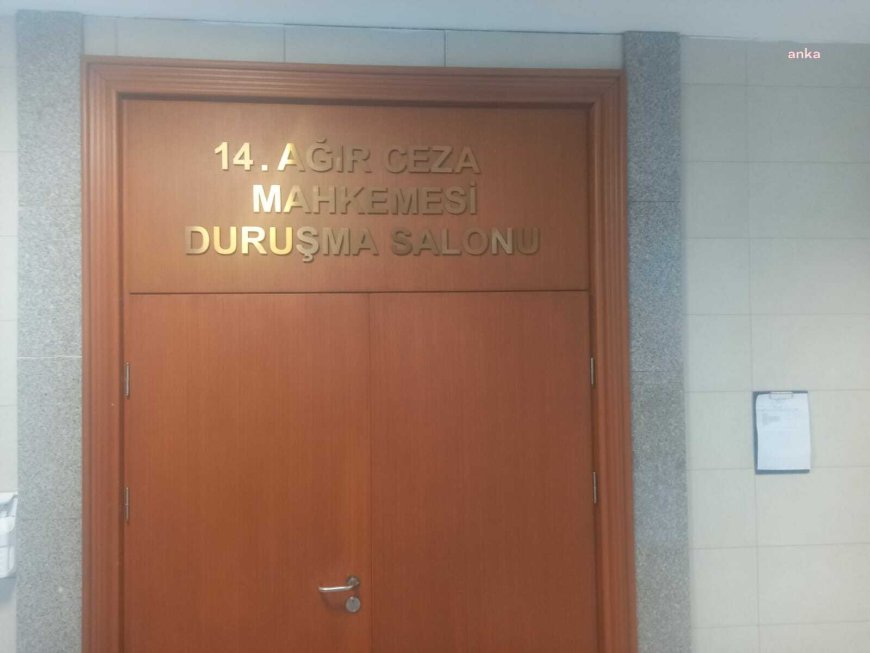 anka
14. AĞIR CEZA
MAHKEMESİ
DURUŞMA SALONU